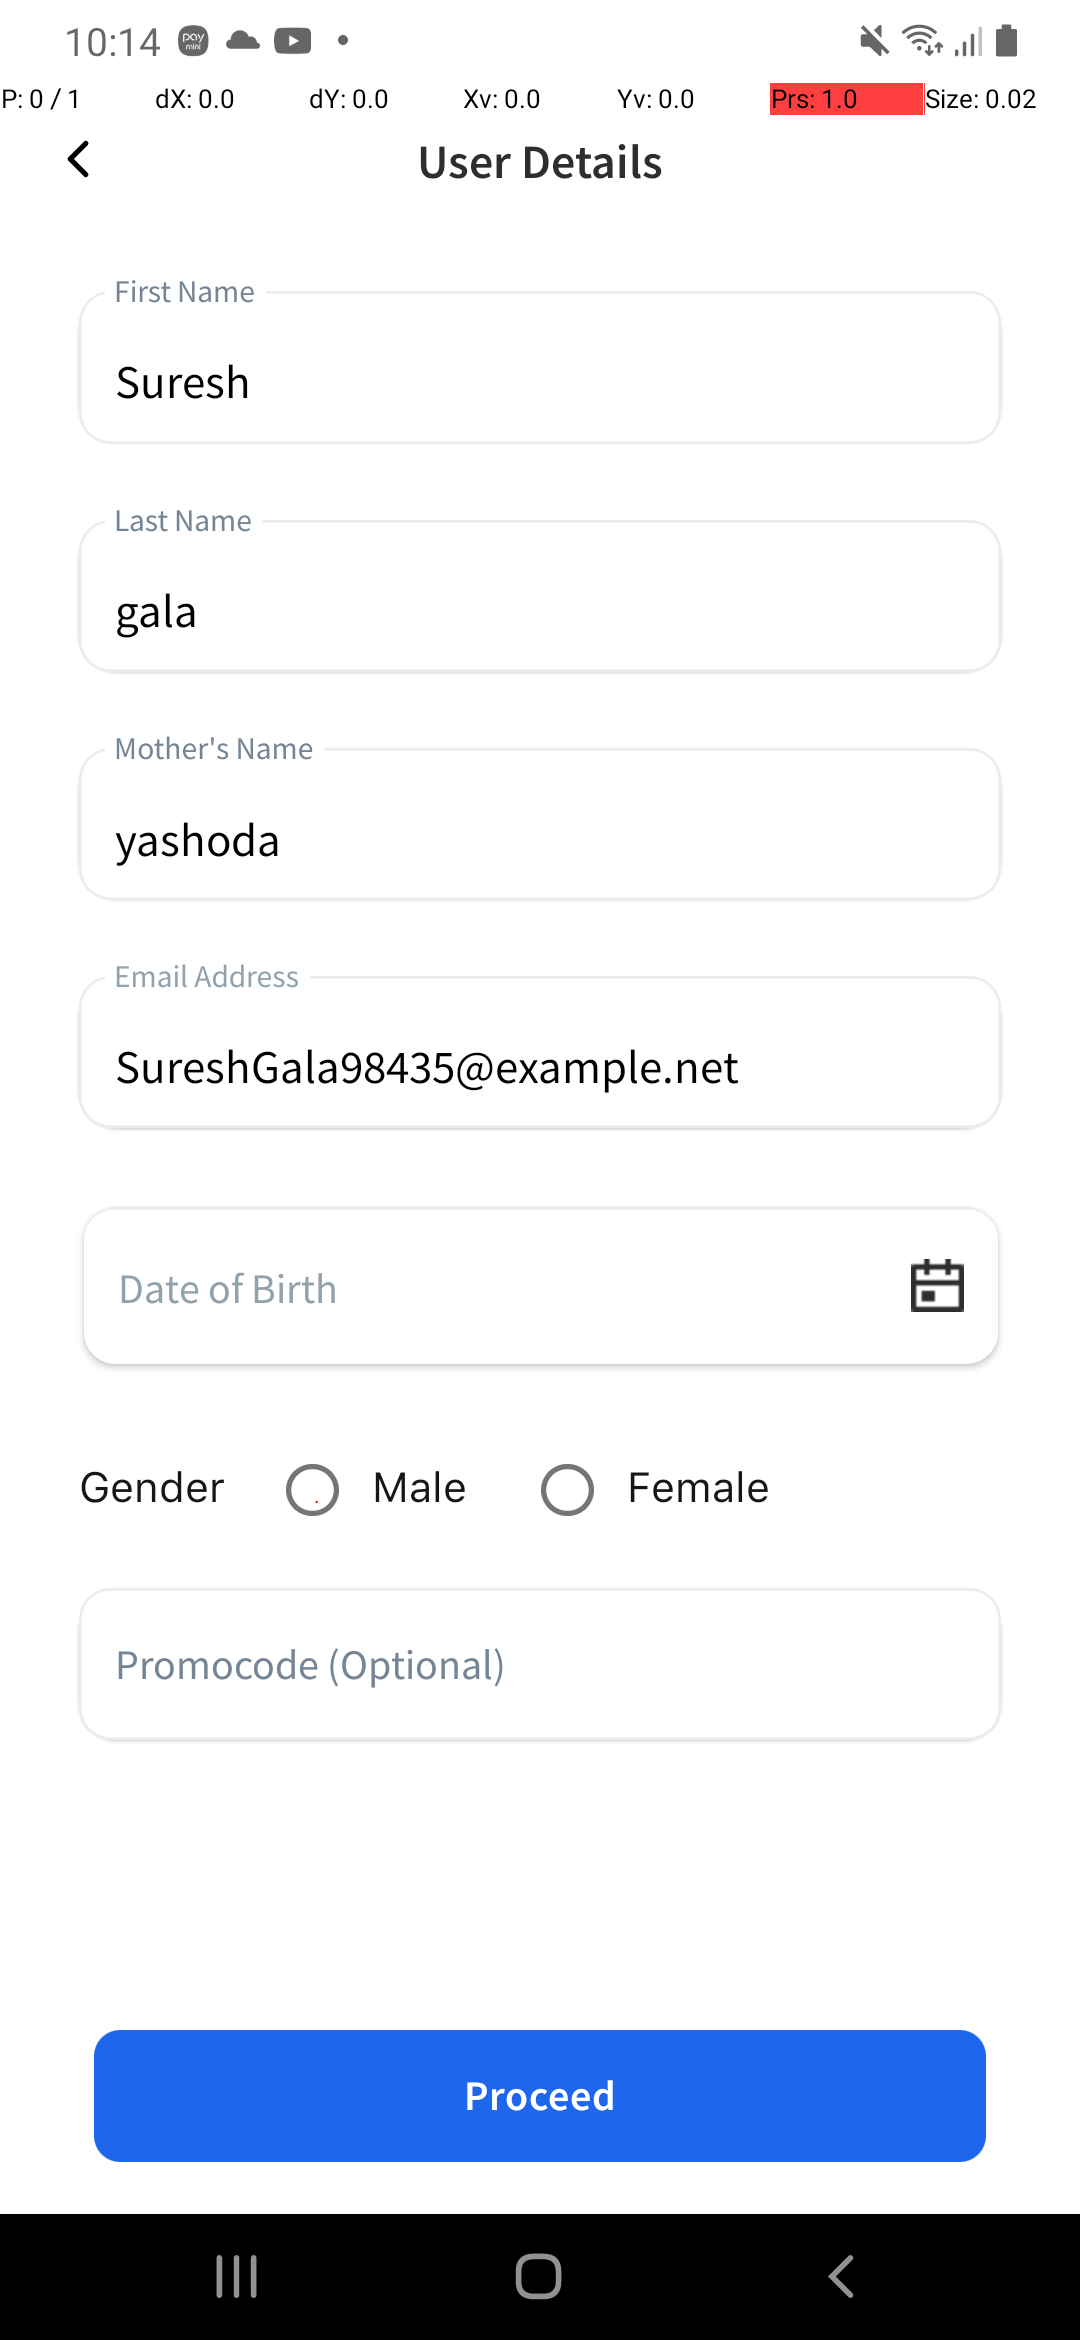 10:14 pay mini
P: 0 / 1 dX: 0.0 dY: 0.0 Xv: 0.0 Yv: 0.0 Prs: 1.0 Size: 0.02
User Details
First Name
Suresh
Last Name
gala
Mother's Name
yashoda
Email Address
SureshGala98435@example.net
Date of Birth
Gender Male Female
Promocode (Optional)
Proceed